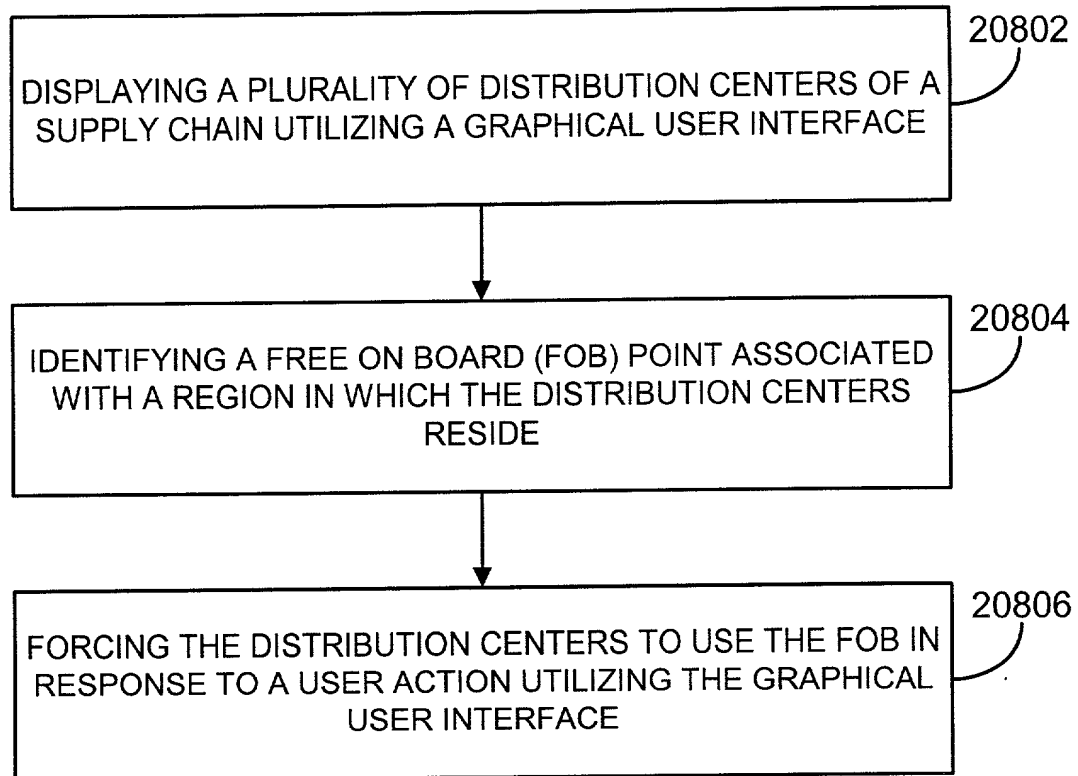 20802
DISPLAYING A PLURALITY OF DISTRIBUTION CENTERS OF A
SUPPLY CHAIN UTILIZING A GRAPHICAL USER INTERFACE
20804
IDENTIFYING A FREE ON BOARD (FOB) POINT ASSOCIATED
WITH A REGION IN WHICH THE DISTRIBUTION CENTERS
RESIDE
20806
FORCING THE DISTRIBUTION CENTERS TO USE THE FOB IN
RESPONSE TO A USER ACTION UTILIZING THE GRAPHICAL
USER INTERFACE